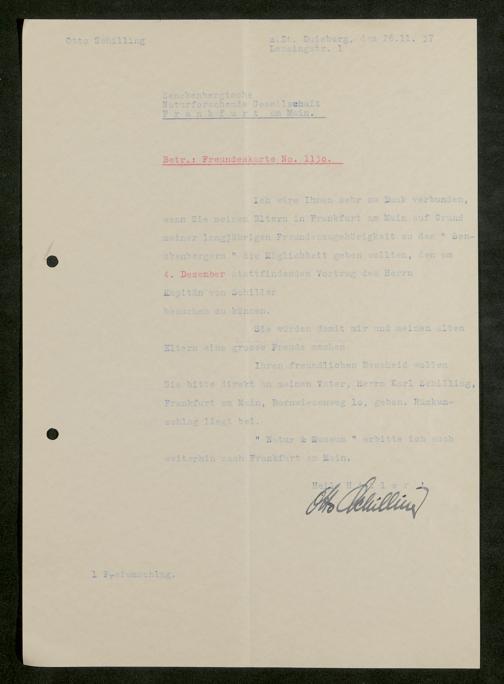 Otto Schilling
z.Zt. Duisburg, den 26.11. 37
Lessingstr. 1
Senckenbergische
Naturforschende Gesellschaft
F r a n k f u r t am Main.
Betr.: Freundeskarte No. 1130.
Ich wäre Ihnen sehr zu Dank verbunden,
wenn Sie meinen Eltern in Frankfurt am Main auf Grund
meiner langjährigen Freundeszugehörigkeit zu den " Sen-
ckenbergern " die Möglichkeit geben wollten, den am
4. Dezember stattfindenden Vortrag des Herrn
Kapitän von Schiller
besuchen zu können.
Sie würden damit mir und meinen alten
Eltern eine grosse Freude machen
Ihren freundlichen Bescheid wollen
Sie bitte direkt an meinen Vater, Herrn Karl Schilling,
Frankfurt am Main, Bornwiesenweg 1o, geben. Rückum-
schlag liegt bei.
" Natur & Museum " erbitte ich auch
weiterhin nach Frankfurt am Main.
Heil H i t l e r !
Otto Schilling
1 Freiumschlag.